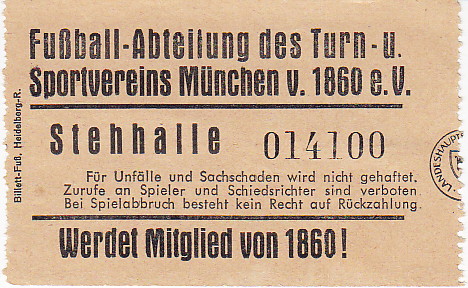 Fußball-Abteilung des Turn- u.
Sportvereins München v. 1860 e. V.
Stehhalle 014100
Für Unfälle und Sachschaden wird nicht gehaftet.
Zurufe an Spieler und Schiedsrichter sind verboten
Bei Spielabbruch besteht kein Recht auf Rückzahlung.
Werdet Mitglied von 1860!
Billett-Fuß, Heidelberg-R.